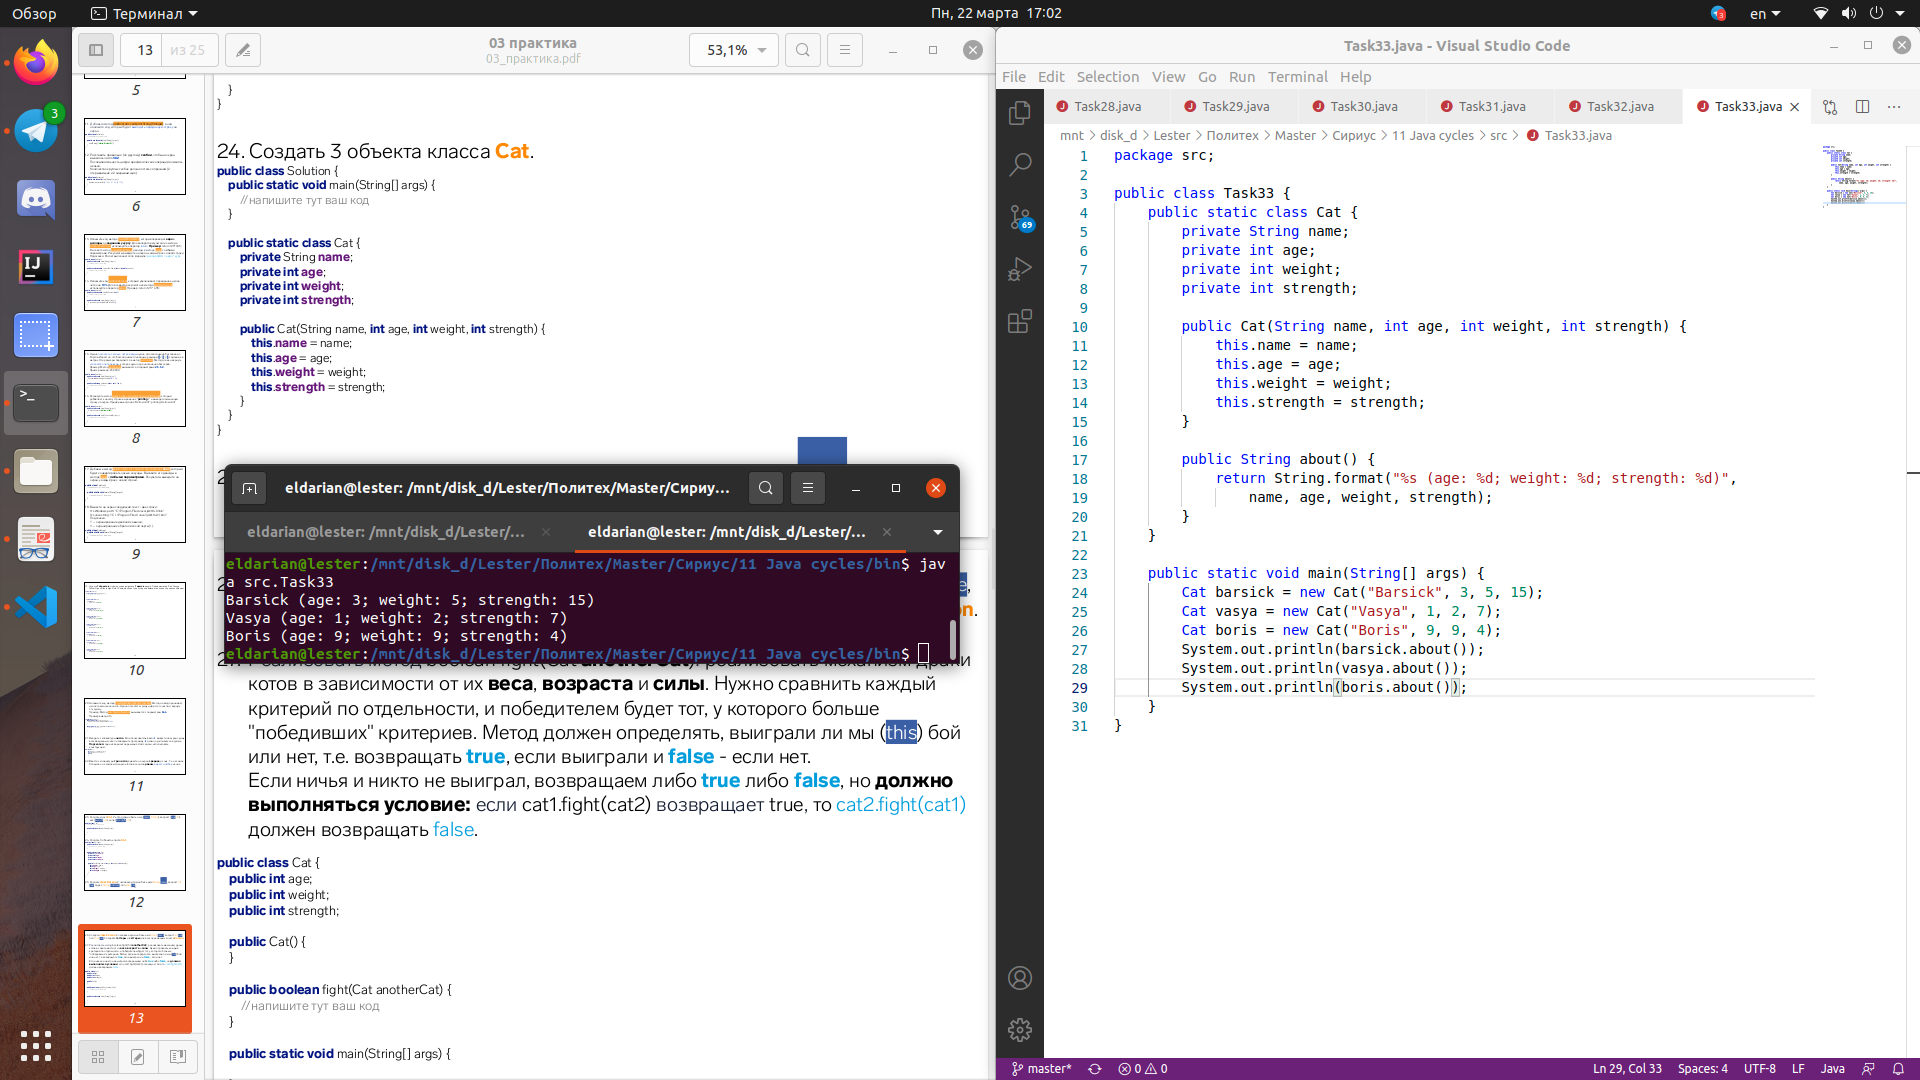 Обзор
Терминал
Пн, 22 марта 17:02
en
3
13
из 25
03 практика
03_практика.pdf
53,1%
5
6
7
8
9
10
11
12
13
}
}
24. Создать 3 объекта класса Cat.
public class Solution {
public static void main(String[] args) {
//напишите тут ваш код
}
public static class Cat {
private String name;
private int age;
private int weight;
private int strength;
public Cat(String name, int age, int weight, int strength) {
this.name = name;
this.age = age;
this.weight = weight;
this.strength = strength;
}
}
}
eldarian@lester: /mnt/disk_d/Lester/Политех/Master/Сириу...
eldarian@lester: /mnt/disk_d/Lester/...
eldarian@lester: /mnt/disk_d/Lester/...
eldarian@lester:/mnt/disk_d/Lester/Политех/Master/Сириус/11 Java cycles/bin$ jav
a src.Task33
Barsick (age: 3; weight: 5; strength: 15)
Vasya (age: 1; weight: 2; strength: 7)
Boris (age: 9; weight: 9; strength: 4)
eldarian@lester:/mnt/disk_d/Lester/Политех/Master/Сириус/11 Java cycles/bin$
котов в зависимости от их веса, возраста и силы. Нужно сравнить каждый
критерий по отдельности, и победителем будет тот, у которого больше
"победивших" критериев. Метод должен определять, выиграли ли мы (this) бой
или нет, т.е. возвращать true, если выиграли и false - если нет.
Если ничья и никто не выиграл, возвращаем либо true либо false, но должно
выполняться условие: если cat1.fight(cat2) возвращает true, то cat2.fight(cat1)
должен возвращать false.
public class Cat {
public int age;
public int weight;
public int strength;
public Cat() {
}
public boolean fight(Cat anotherCat) {
//напишите тут ваш код
}
public static void main(String[] args) {
Task33.java - Visual Studio Code
File Edit Selection View Go Run Terminal Help
Task28.java Task29.java Task30.java Task31.java Task32.java Task33.java
mnt > disk_d > Lester > Политех > Master > Сириус > 11 Java cycles > src > Task33.java
69
1 package src;
2
3 public class Task33 {
4 public static class Cat {
5 private String name;
6 private int age;
7 private int weight;
8 private int strength;
9
10 public Cat(String name, int age, int weight, int strength) {
11 this.name = name;
12 this.age = age;
13 this.weight = weight;
14 this.strength = strength;
15 }
16
17 public String about() {
18 return String.format("%s (age: %d; weight: %d; strength: %d)",
19 name, age, weight, strength);
20 }
21 }
22
23 public static void main(String[] args) {
24 Cat barsick = new Cat("Barsick", 3, 5, 15);
25 Cat vasya = new Cat("Vasya", 1, 2, 7);
26 Cat boris = new Cat("Boris", 9, 9, 4);
27 System.out.println(barsick.about());
28 System.out.println(vasya.about());
29 System.out.println(boris.about());
30 }
31 }
master* 0 0
Ln 29, Col 33 Spaces: 4 UTF-8 LF Java